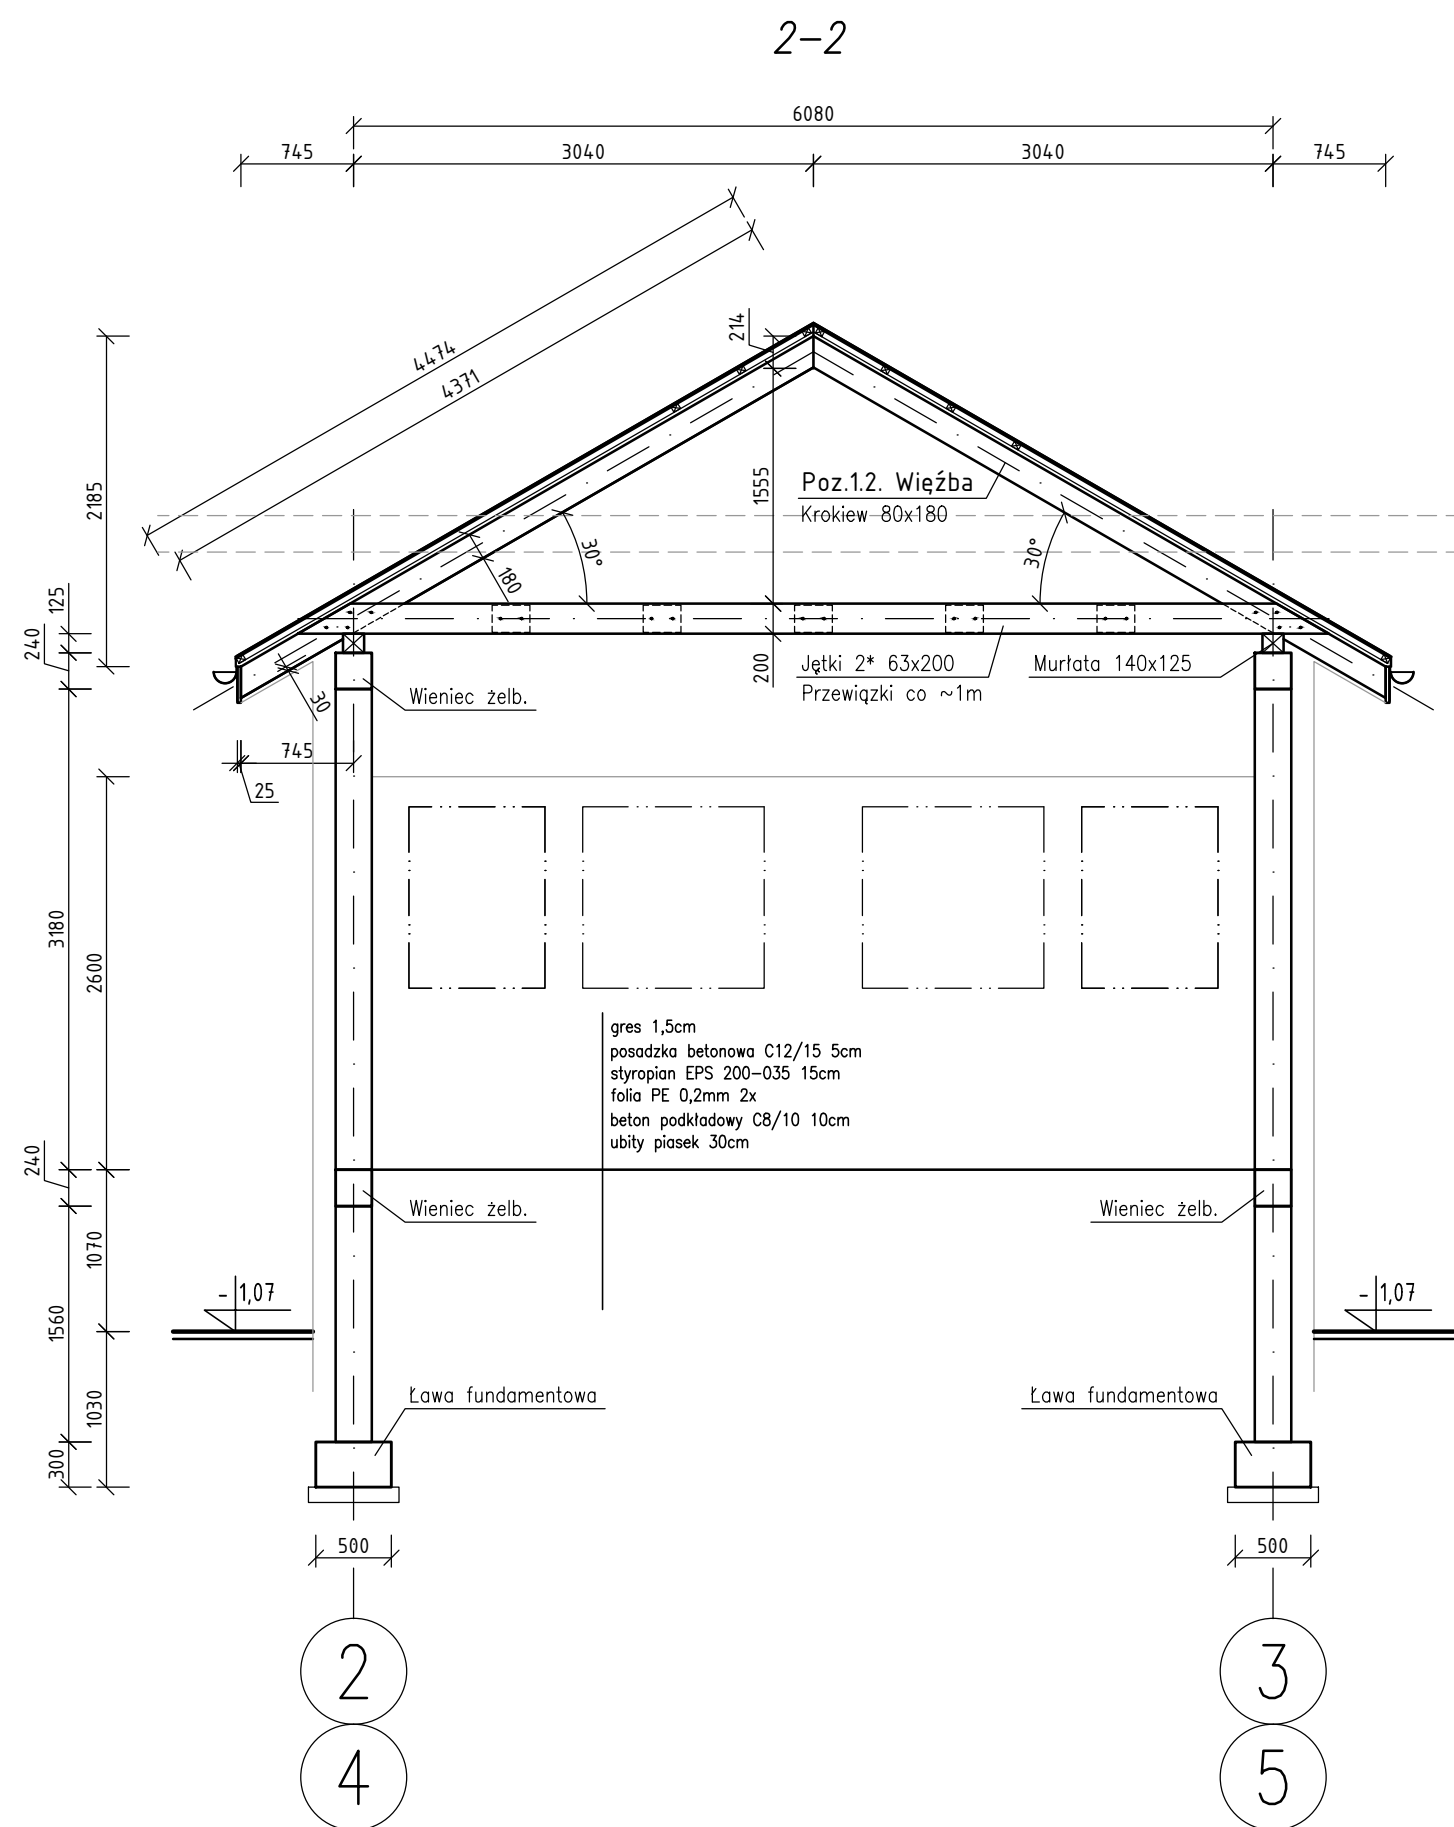 2-2
6080
745
3040
3040
745
4474
4371
214
2185
1555
Poz.1.2. Więźba
Krokiew 80x180
30°
30°
180
125
240
200
Jętki 2* 63x200
Przewiązki co ~1m
Murłata 140x125
30
Wieniec żelb.
745
25
3180
2600
gres 1,5cm
posadzka betonowa C12/15 5cm
styropian EPS 200-035 15cm
folia PE 0,2mm 2x
beton podkładowy C8/10 10cm
ubity piasek 30cm
240
Wieniec żelb.
Wieniec żelb.
1070
- 1,07
- 1,07
1560
1030
Ława fundamentowa
Ława fundamentowa
300
500
500
2
3
4
5